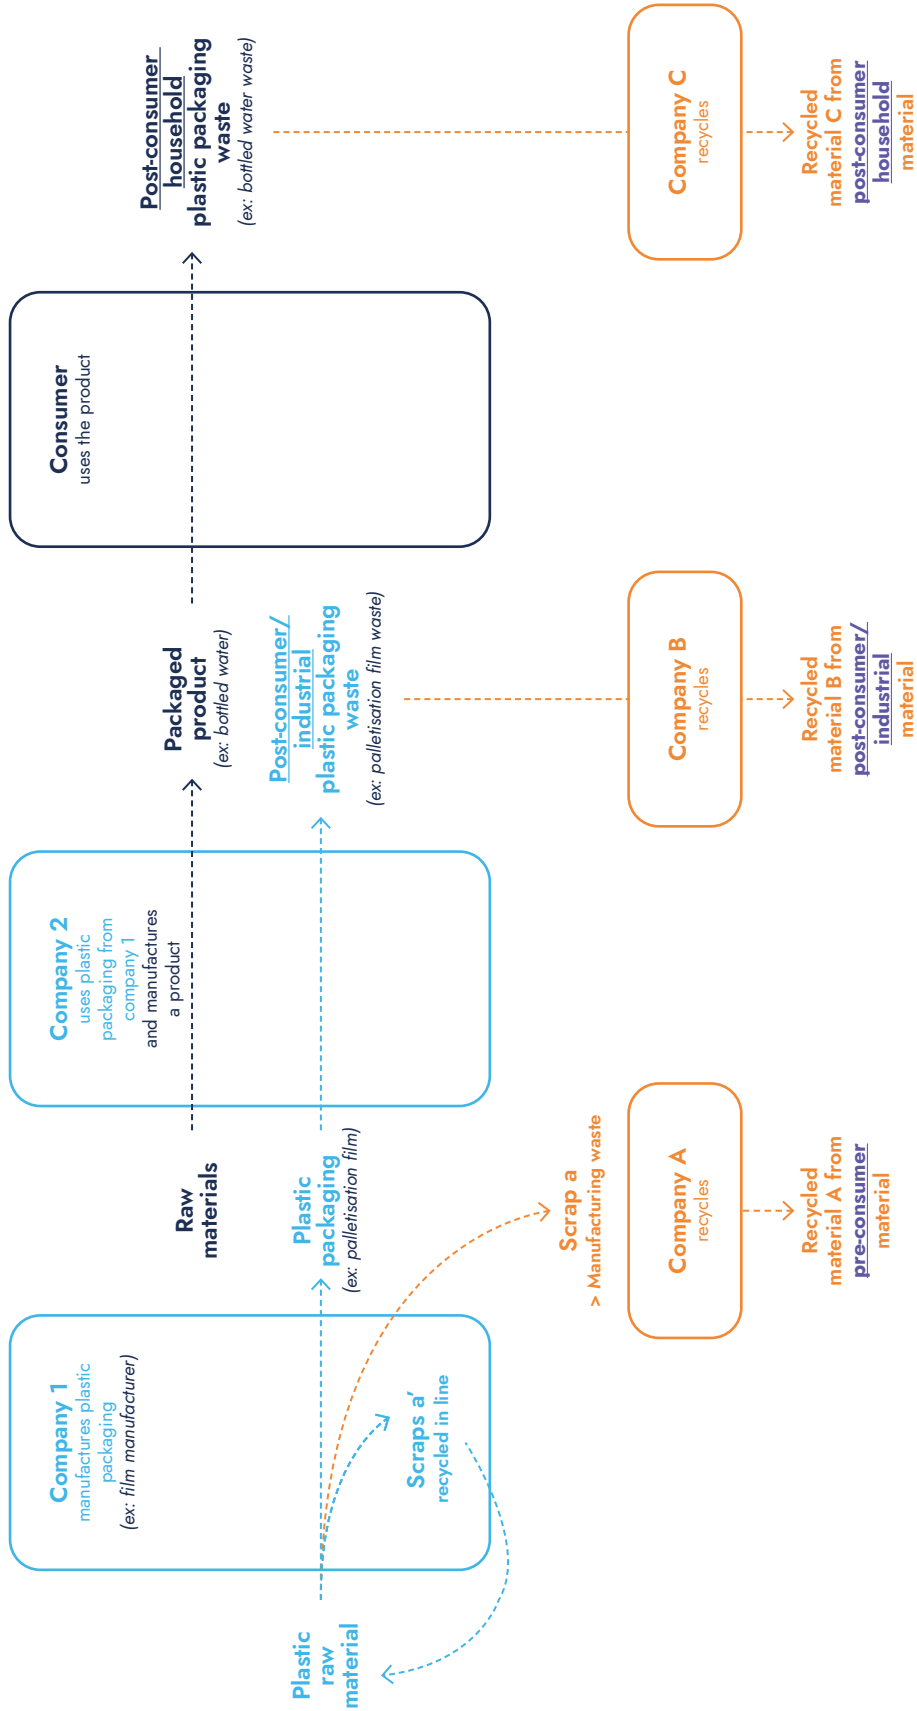 Company 1
manufactures plastic
packaging
(ex: film manufacturer)
Company 2
uses plastic
packaging from
company 1
and manufactures
a product
Consumer
uses the product
Raw
materials
Packaged
product
(ex: bottled water)
Post-consumer
household
plastic packaging
waste
(ex: bottled water waste)
Plastic
raw
material
Plastic
packaging
(ex: palletisation film)
Post-consumer/
industrial
plastic packaging
waste
(ex: palletisation film waste)
Scraps a’
recycled in line
Scrap a
> Manufacturing waste
Company A
recycles
Company B
recycles
Company C
recycles
Recycled
material A from
pre-consumer
material
Recycled
material B from
post-consumer/
industrial
material
Recycled
material C from
post-consumer
household
material